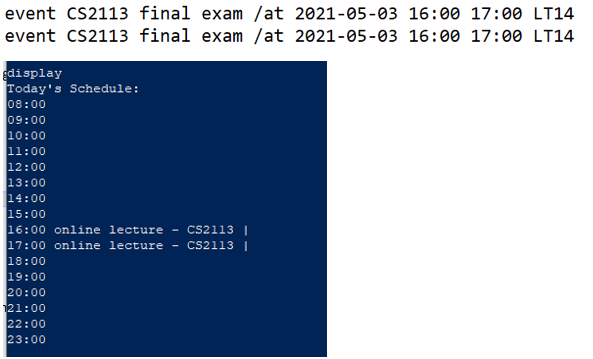 event CS2113 final exam /at 2021-05-03 16:00 17:00 LT14
event CS2113 final exam /at 2021-05-03 16:00 17:00 LT14
display
Today's Schedule:
08:00
09:00
10:00
11:00
12:00
13:00
14:00
15:00
16:00 online lecture - CS2113 |
17:00 online lecture - CS2113 |
18:00
19:00
20:00
21:00
22:00
23:00